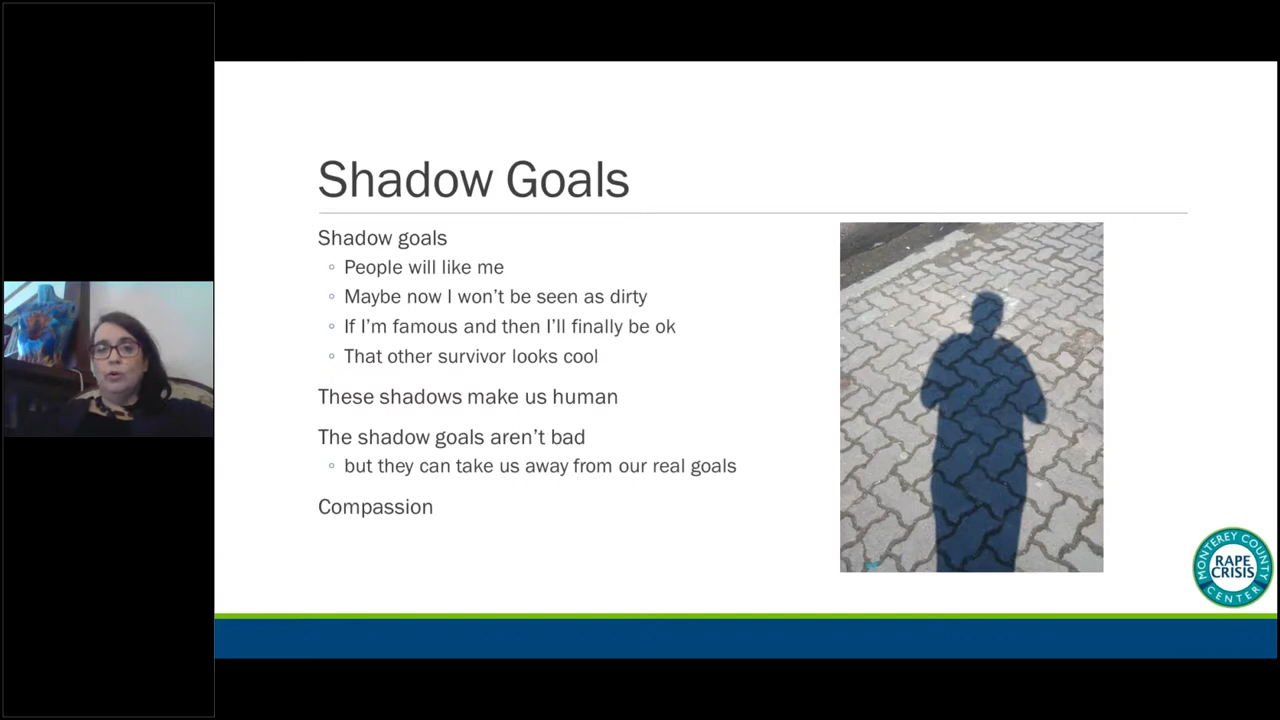 Shadow Goals
Shadow goals
◦ People will like me
◦ Maybe now I won’t be seen as dirty
◦ If I’m famous and then I’ll finally be ok
◦ That other survivor looks cool
These shadows make us human
The shadow goals aren’t bad
◦ but they can take us away from our real goals
Compassion
MONTEREY COUNTY
RAPE
CRISIS
CENTER